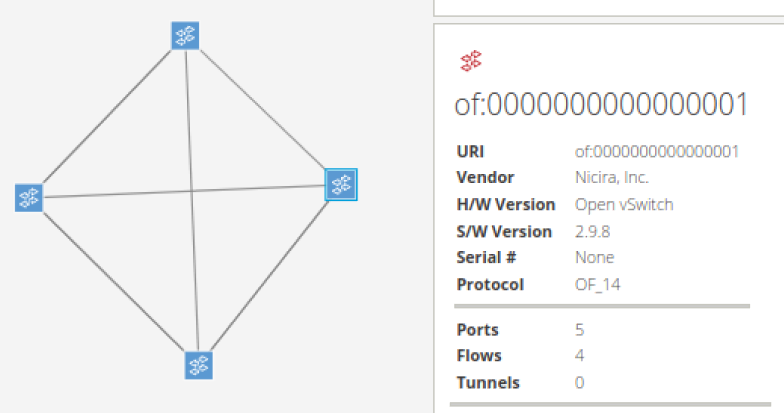 of:0000000000000001
URI of:0000000000000001
Vendor Nicira, Inc.
H/W Version Open vSwitch
S/W Version 2.9.8
Serial # None
Protocol OF_14
Ports 5
Flows 4
Tunnels 0